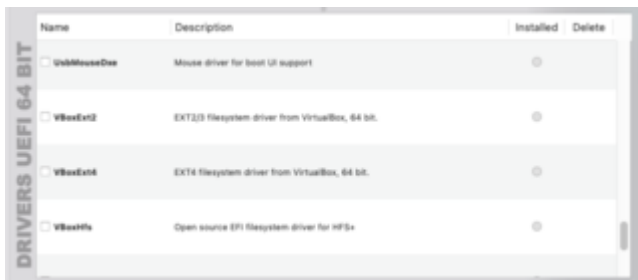 Name Description Installed Delete
DRIVERS UEFI 64 BIT
UsbMouseDxe Mouse driver for boot UI support
VBoxExt2 EXT2/3 filesystem driver from VirtualBox, 64 bit.
VBoxExt4 EXT4 filesystem driver from VirtualBox, 64 bit.
VBoxHfs Open source EFI filesystem driver for HFS+